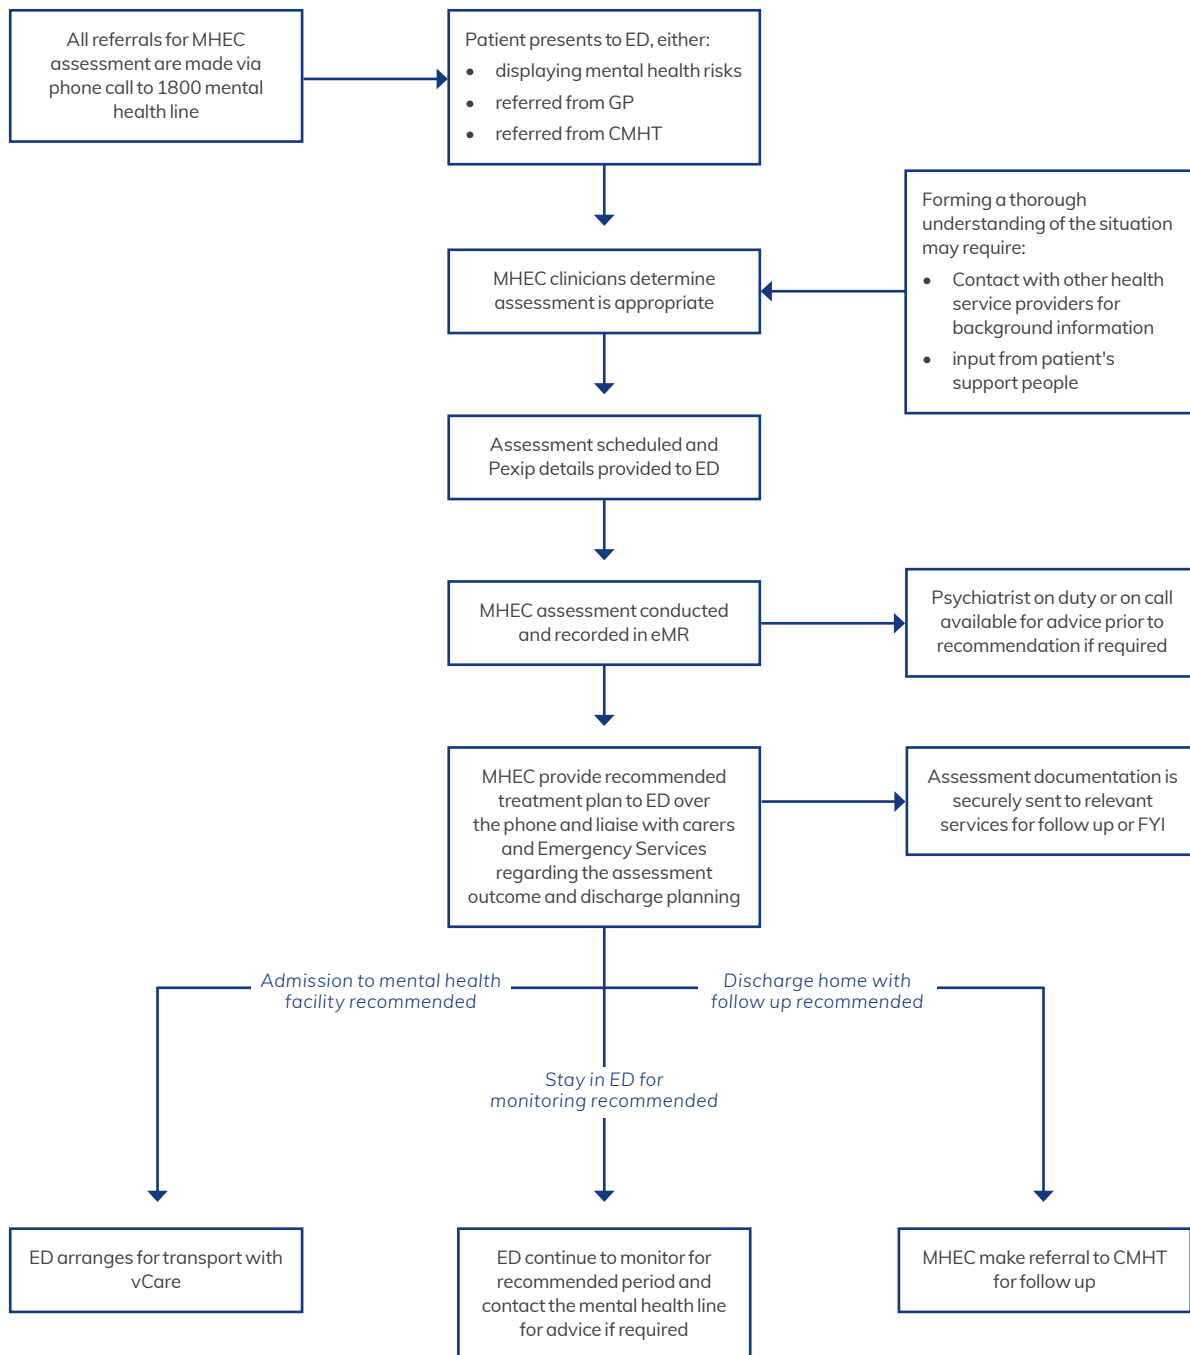 All referrals for MHEC
assessment are made via
phone call to 1800 mental
health line
Patient presents to ED, either:
• displaying mental health risks
• referred from GP
• referred from CMHT
Forming a thorough
understanding of the situation
may require:
• Contact with other health
service providers for
background information
• input from patient's
support people
MHEC clinicians determine
assessment is appropriate
Assessment scheduled and
Pexip details provided to ED
MHEC assessment conducted
and recorded in eMR
Psychiatrist on duty or on call
available for advice prior to
recommendation if required
MHEC provide recommended
treatment plan to ED over
the phone and liaise with carers
and Emergency Services
regarding the assessment
outcome and discharge planning
Assessment documentation is
securely sent to relevant
services for follow up or FYI
Admission to mental health
facility recommended
Discharge home with
follow up recommended
Stay in ED for
monitoring recommended
ED arranges for transport with
vCare
ED continue to monitor for
recommended period and
contact the mental health line
for advice if required
MHEC make referral to CMHT
for follow up